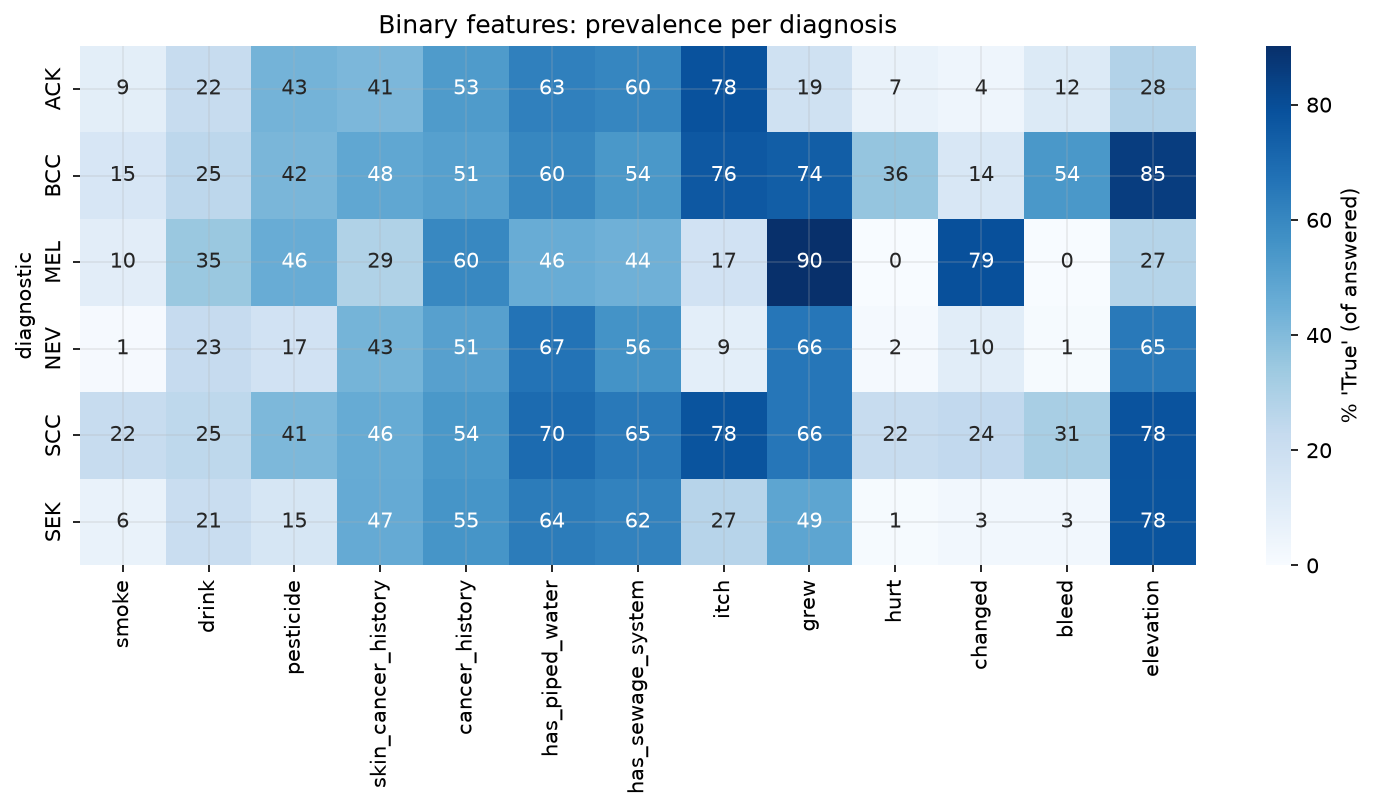 Binary features: prevalence per diagnosis
diagnostic
ACK 9 22 43 41 53 63 60 78 19 7 4 12 28
BCC 15 25 42 48 51 60 54 76 74 36 14 54 85
MEL 10 35 46 29 60 46 44 17 90 0 79 0 27
NEV 1 23 17 43 51 67 56 9 66 2 10 1 65
SCC 22 25 41 46 54 70 65 78 66 22 24 31 78
SEK 6 21 15 47 55 64 62 27 49 1 3 3 78
smoke
drink
pesticide
skin_cancer_history
cancer_history
has_piped_water
has_sewage_system
itch
grew
hurt
changed
bleed
elevation
80
60
40
20
0
% 'True' (of answered)